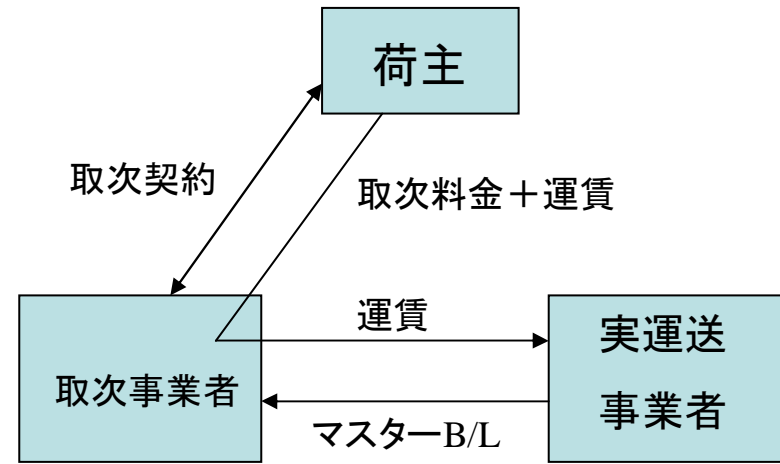 荷主
取次契約
取次料金＋運賃
運賃
実運送
事業者
取次事業者
マスターB/L